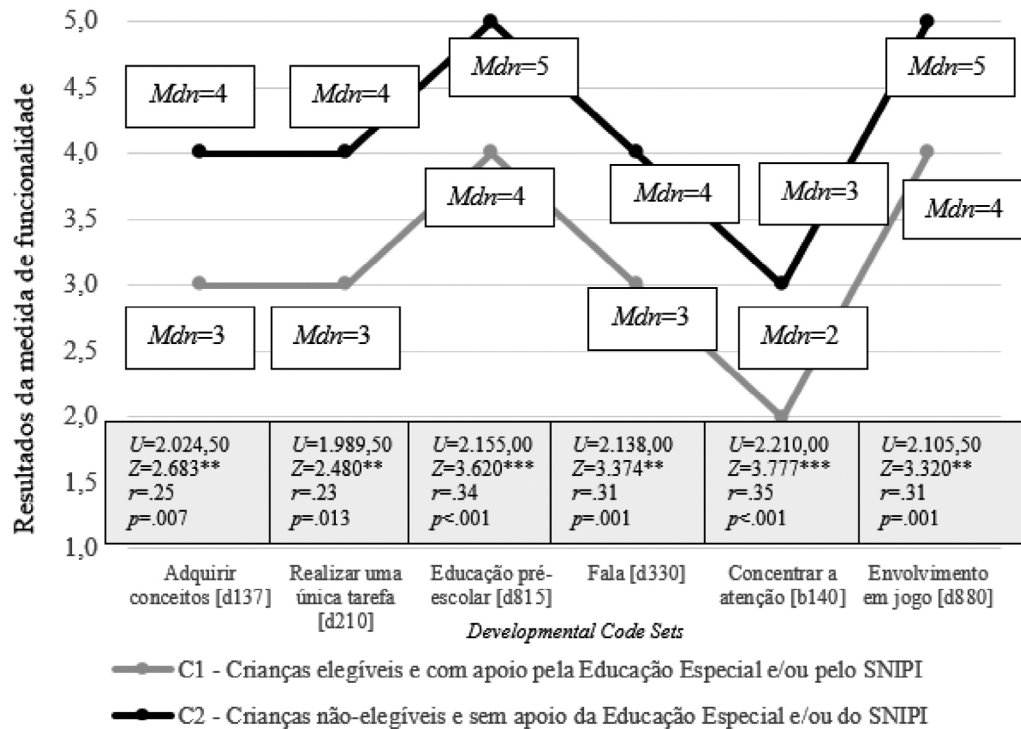 Resultados da medida de funcionalidade
5,0
4,5
4,0
3,5
3,0
2,5
2,0
1,5
1,0
Mdn=4
Mdn=4
Mdn=5
Mdn=4
Mdn=3
Mdn=5
Mdn=3
Mdn=3
Mdn=4
Mdn=3
Mdn=2
Mdn=4
U=2.024,50
Z=2.683**
r=.25
p=.007
U=1.989,50
Z=2.480**
r=.23
p=.013
U=2.155,00
Z=3.620***
r=.34
p<.001
U=2.138,00
Z=3.374**
r=.31
p=.001
U=2.210,00
Z=3.777***
r=.35
p<.001
U=2.105,50
Z=3.320**
r=.31
p=.001
Adquirir
conceitos [d137]
Realizar uma
única tarefa
[d210]
Educação pré-
escolar [d815]
Fala [d330]
Concentrar a
atenção [b140]
Envolvimento
em jogo [d880]
Developmental Code Sets
C1 - Crianças elegíveis e com apoio pela Educação Especial e/ou pelo SNIPI
C2 - Crianças não-elegíveis e sem apoio da Educação Especial e/ou do SNIPI